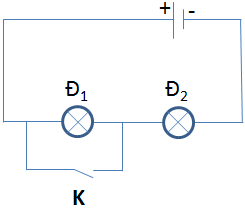 + -
Đ1 Đ2
K